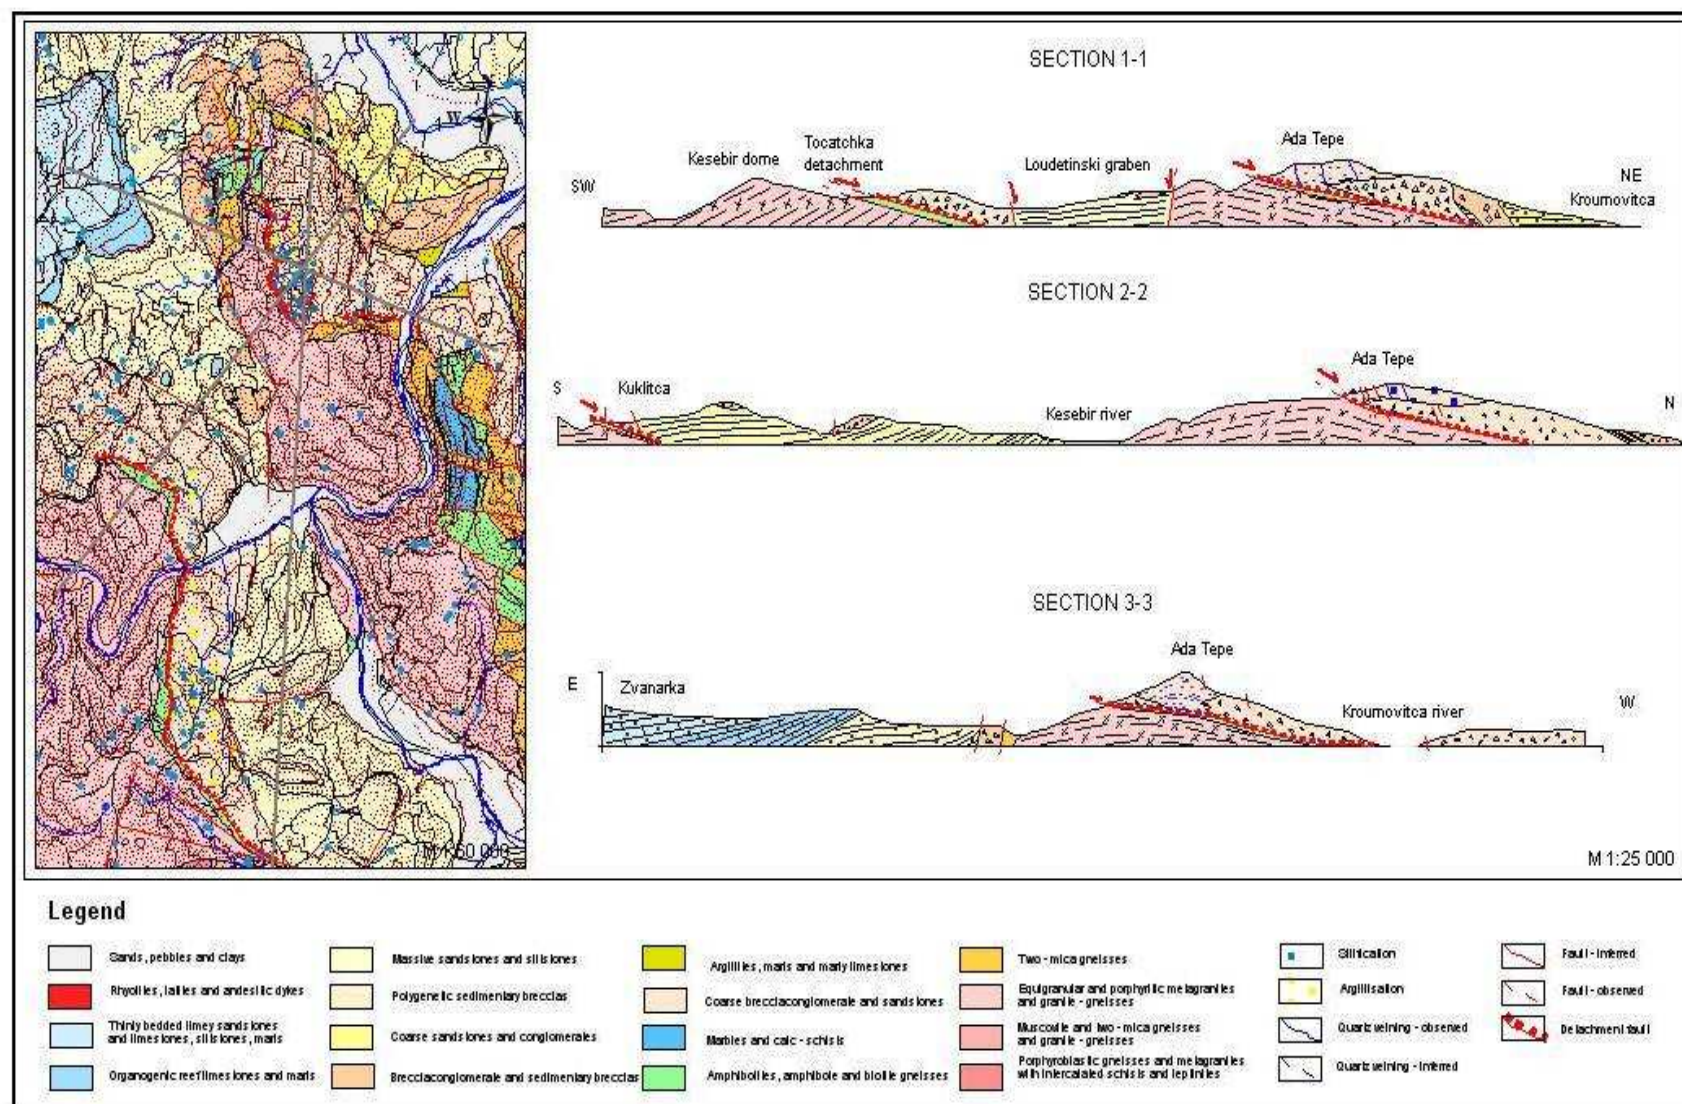 2
3
1
4
W
E
S
3
M 1:50 000
SECTION 1-1
Ada Tepe
Tocatchka
detachment
Kesebir dome
Loudetinski graben
SW
NE
Kroumovitca
SECTION 2-2
Ada Tepe
S
Kuklitca
Kesebir river
N
SECTION 3-3
Ada Tepe
E
Zvanarka
Kroumovitca river
W
M 1:25 000
Legend
Sands, pebbles and clays
Rhyolites, latites and andesitic dykes
Thinly bedded limey sandstones
and limestones, siltstones, marls
Organogenic reef limestones and marls
Massive sandstones and siltstones
Polygenetic sedimentary breccias
Coarse sandstones and conglomerates
Brecciaconglomerate and sedimentary breccias
Argillites, marls and marly limestones
Coarse brecciaconglomerate and sandstones
Marbles and calc - schists
Amphibolites, amphibole and biotite gneisses
Two - mica gneisses
Equigranular and porphyritic metagranites
and granite - gneisses
Muscovite and two - mica gneisses
and granite - gneisses
Porphyroblastic gneisses and metagranites
with intercalated schists and leptinites
Silification
Argillisation
Quartz veining - observed
Quartz veining - inferred
Fault - inferred
Fault - observed
Detachment fault